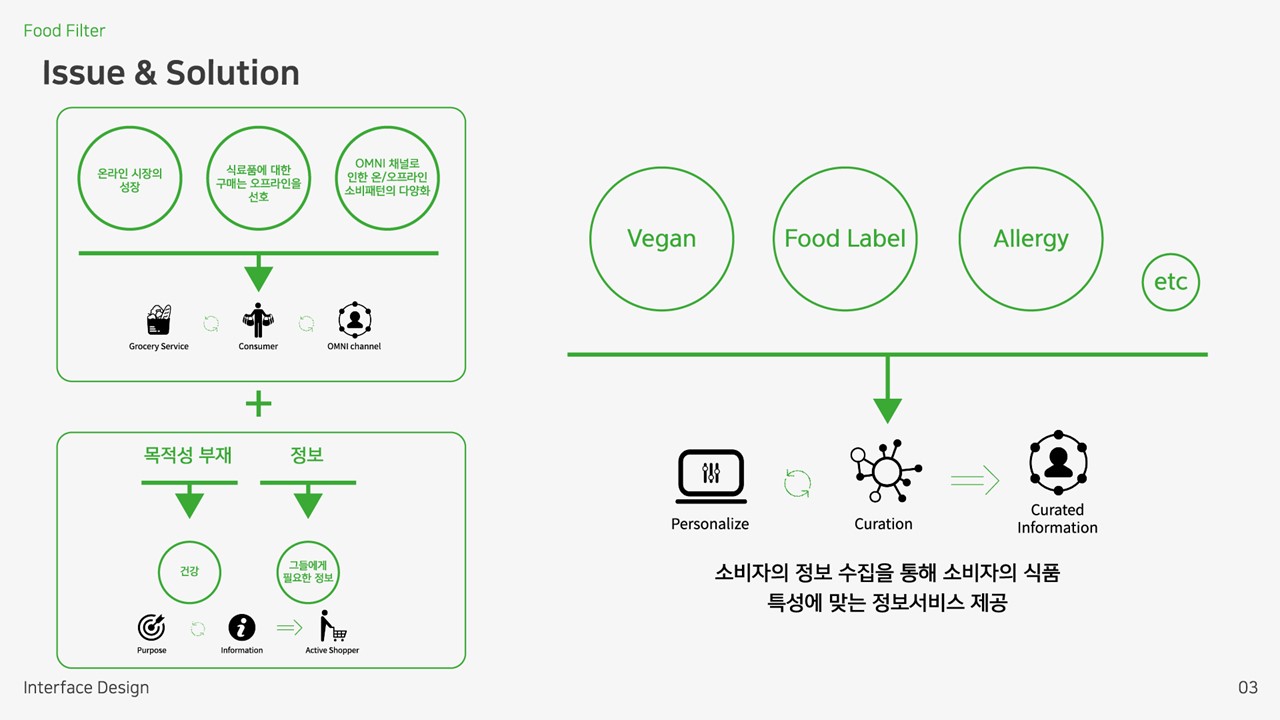 Food Filter
Issue & Solution
온라인 시장의
성장
식료품에 대한
구매는 오프라인을
선호
OMNI 채널로
인한 온/오프라인
소비패턴의 다양화
Grocery Service
Consumer
OMNI channel
+
목적성 부재
정보
건강
그들에게
필요한 정보
Purpose
Information
Active Shopper
Vegan
Food Label
Allergy
etc
Personalize
Curation
Curated
Information
소비자의 정보 수집을 통해 소비자의 식품
특성에 맞는 정보서비스 제공
Interface Design
03